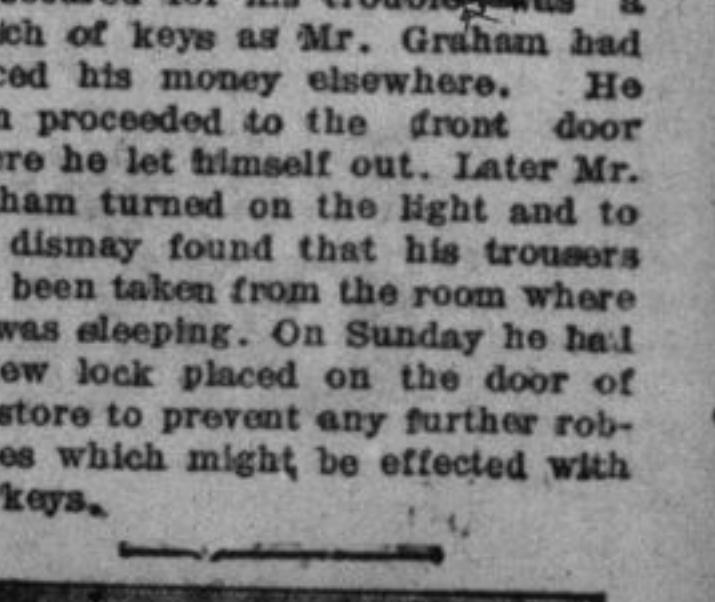 his trouble was a
ch of keys as Mr. Graham had
ced his money elsewhere. He
n proceeded to the front door
re he let himself out. Later Mr.
ham turned on the light and to
dismay found that his trousers
been taken from the room where
was sleeping. On Sunday he had
ew lock placed on the door of
store to prevent any further rob-
es which might be effected with
keys.